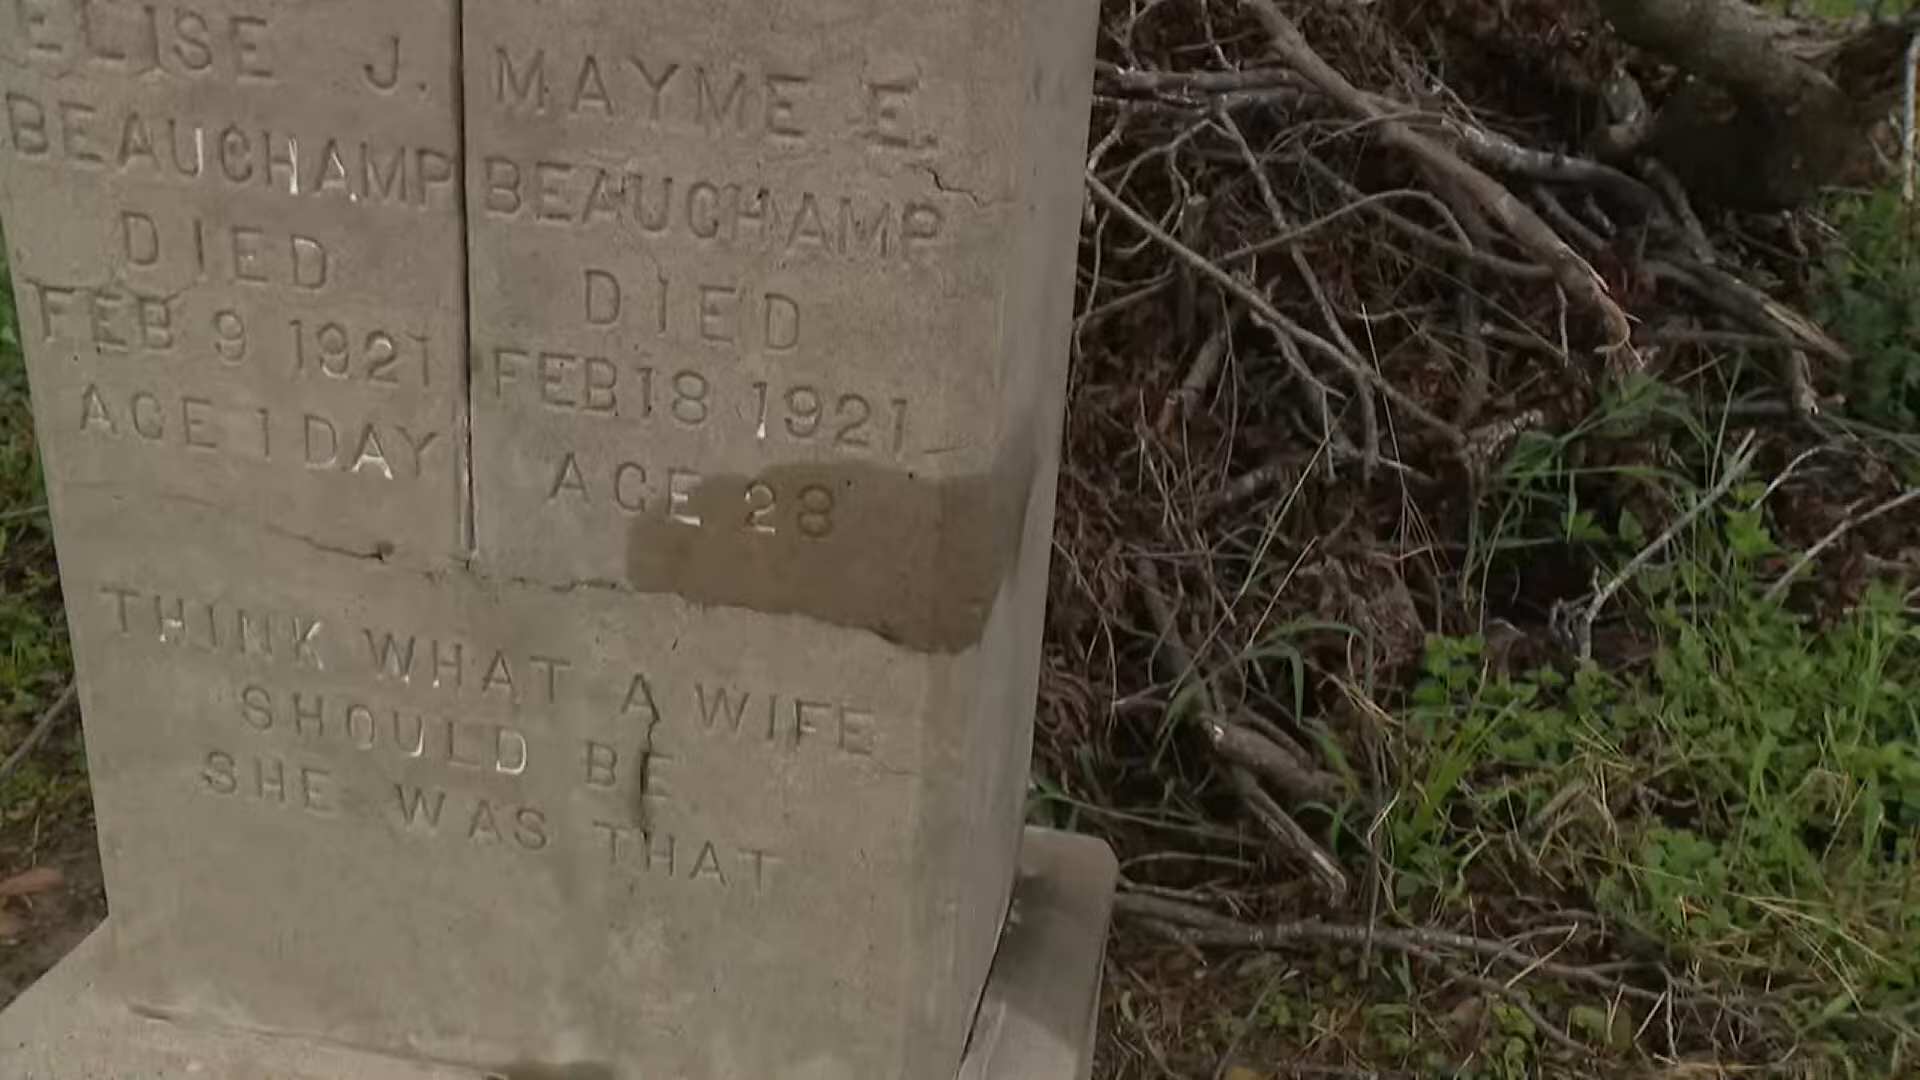 ELISE J.
BEAUCHAMP
DIED
FEB 9 1921
AGE 1 DAY
MAYME E.
BEAUCHAMP
DIED
FEB 18 1921
AGE 28
THINK WHAT A WIFE
SHOULD BE
SHE WAS THAT